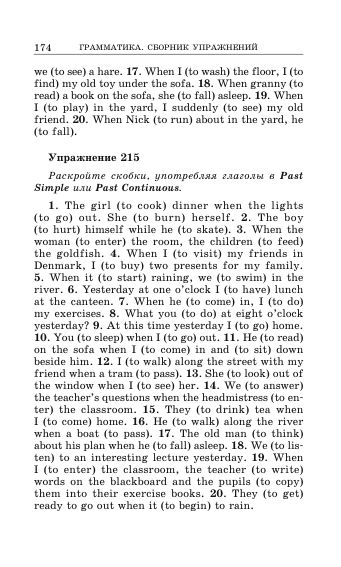 174 ГРАММАТИКА. СБОРНИК УПРАЖНЕНИЙ
we (to see) a hare. 17. When I (to wash) the floor, I (to
find) my old toy under the sofa. 18. When granny (to
read) a book on the sofa, she (to fall) asleep. 19. When
I (to play) in the yard, I suddenly (to see) my old
friend. 20. When Nick (to run) about in the yard, he
(to fall).
Упражнение 215
Раскройте скобки, употребляя глаголы в Past
Simple или Past Continuous.
1. The girl (to cook) dinner when the lights
(to go) out. She (to burn) herself. 2. The boy
(to hurt) himself while he (to skate). 3. When the
woman (to enter) the room, the children (to feed)
the goldfish. 4. When I (to visit) my friends in
Denmark, I (to buy) two presents for my family.
5. When it (to start) raining, we (to swim) in the
river. 6. Yesterday at one o'clock I (to have) lunch
at the canteen. 7. When he (to come) in, I (to do)
my exercises. 8. What you (to do) at eight o'clock
yesterday? 9. At this time yesterday I (to go) home.
10. You (to sleep) when I (to go) out. 11. He (to read)
on the sofa when I (to come) in and (to sit) down
beside him. 12. I (to walk) along the street with my
friend when a tram (to pass). 13. She (to look) out of
the window when I (to see) her. 14. We (to answer)
the teacher's questions when the headmistress (to en-
ter) the classroom. 15. They (to drink) tea when
I (to come) home. 16. He (to walk) along the river
when a boat (to pass). 17. The old man (to think)
about his plan when he (to fall) asleep. 18. We (to lis-
ten) to an interesting lecture yesterday. 19. When
I (to enter) the classroom, the teacher (to write)
words on the blackboard and the pupils (to copy)
them into their exercise books. 20. They (to get)
ready to go out when it (to begin) to rain.